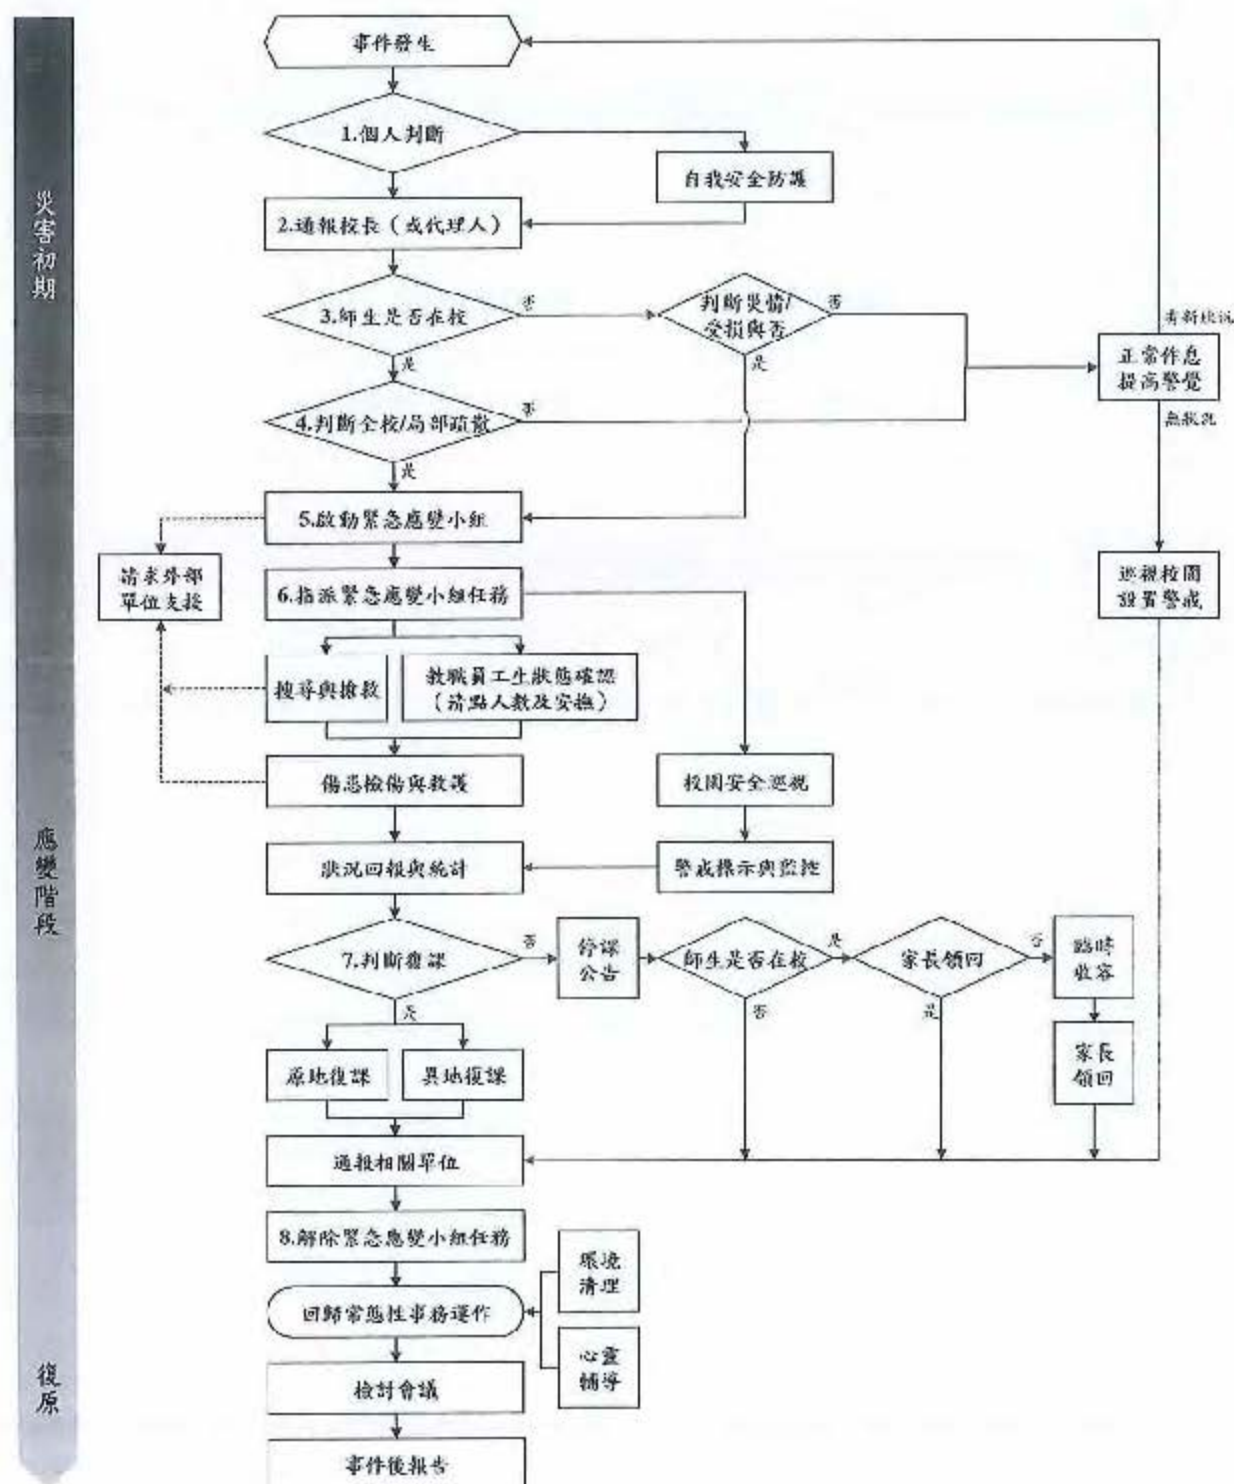 災害初期
應變階段
復原
事件發生
1.個人判斷
自我安全防護
2.通報校長（或代理人）
3.師生是否在校
否
是
判斷災情/
受損與否
否
是
有新狀況
正常作息
提高警覺
無狀況
4.判斷全校/局部疏散
否
是
5.啟動緊急應變小組
請求外部
單位支援
6.指派緊急應變小組任務
巡視校園
設置警戒
搜尋與搶救
教職員工生狀態確認
（清點人數及安撫）
傷患檢傷與救護
校園安全巡視
狀況回報與統計
警戒標示與監控
7.判斷復課
否
是
停課
公告
師生是否在校
是
否
家長領回
否
是
臨時
收容
家長
領回
原地復課
異地復課
通報相關單位
8.解除緊急應變小組任務
環境
清理
回歸常態性事務運作
心靈
輔導
檢討會議
事件後報告